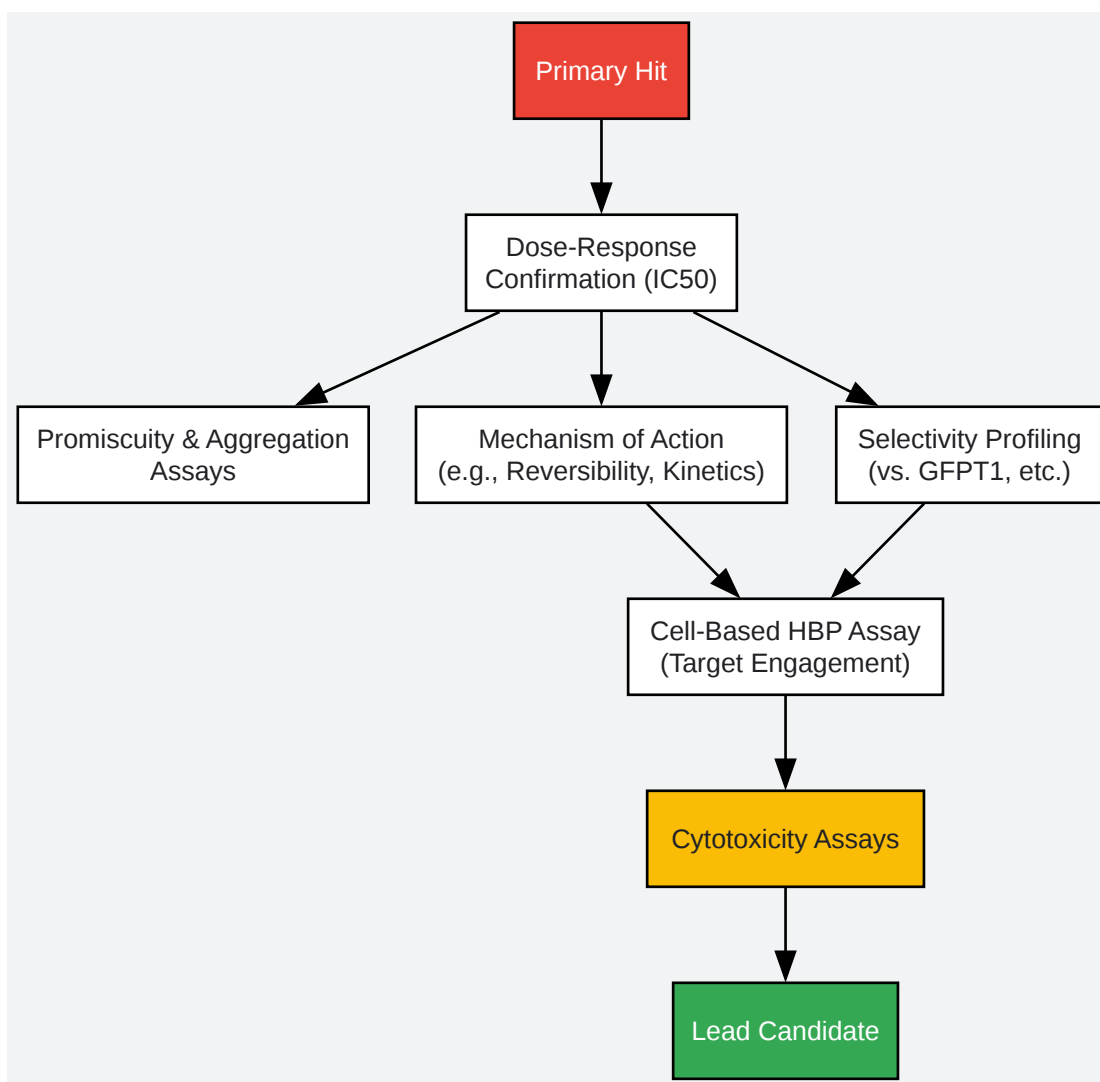 Primary Hit
Dose-Response
Confirmation (IC50)
Promiscuity & Aggregation
Assays
Mechanism of Action
(e.g., Reversibility, Kinetics)
Selectivity Profiling
(vs. GFPT1, etc.)
Cell-Based HBP Assay
(Target Engagement)
Cytotoxicity Assays
Lead Candidate